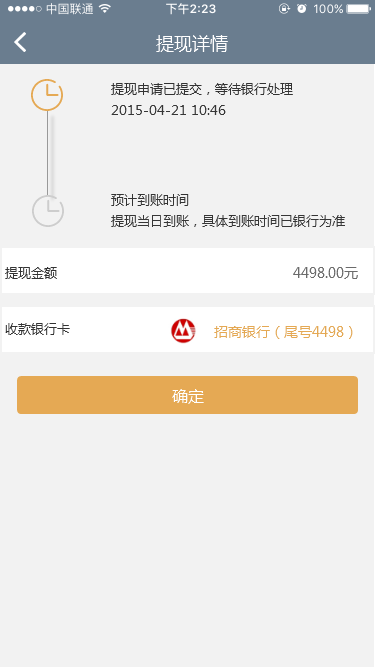 中国联通 下午2:23 100%
提现详情
提现申请已提交，等待银行处理
2015-04-21 10:46
预计到账时间
提现当日到账，具体到账时间已银行为准
提现金额 4498.00元
收款银行卡 招商银行（尾号4498）
确定